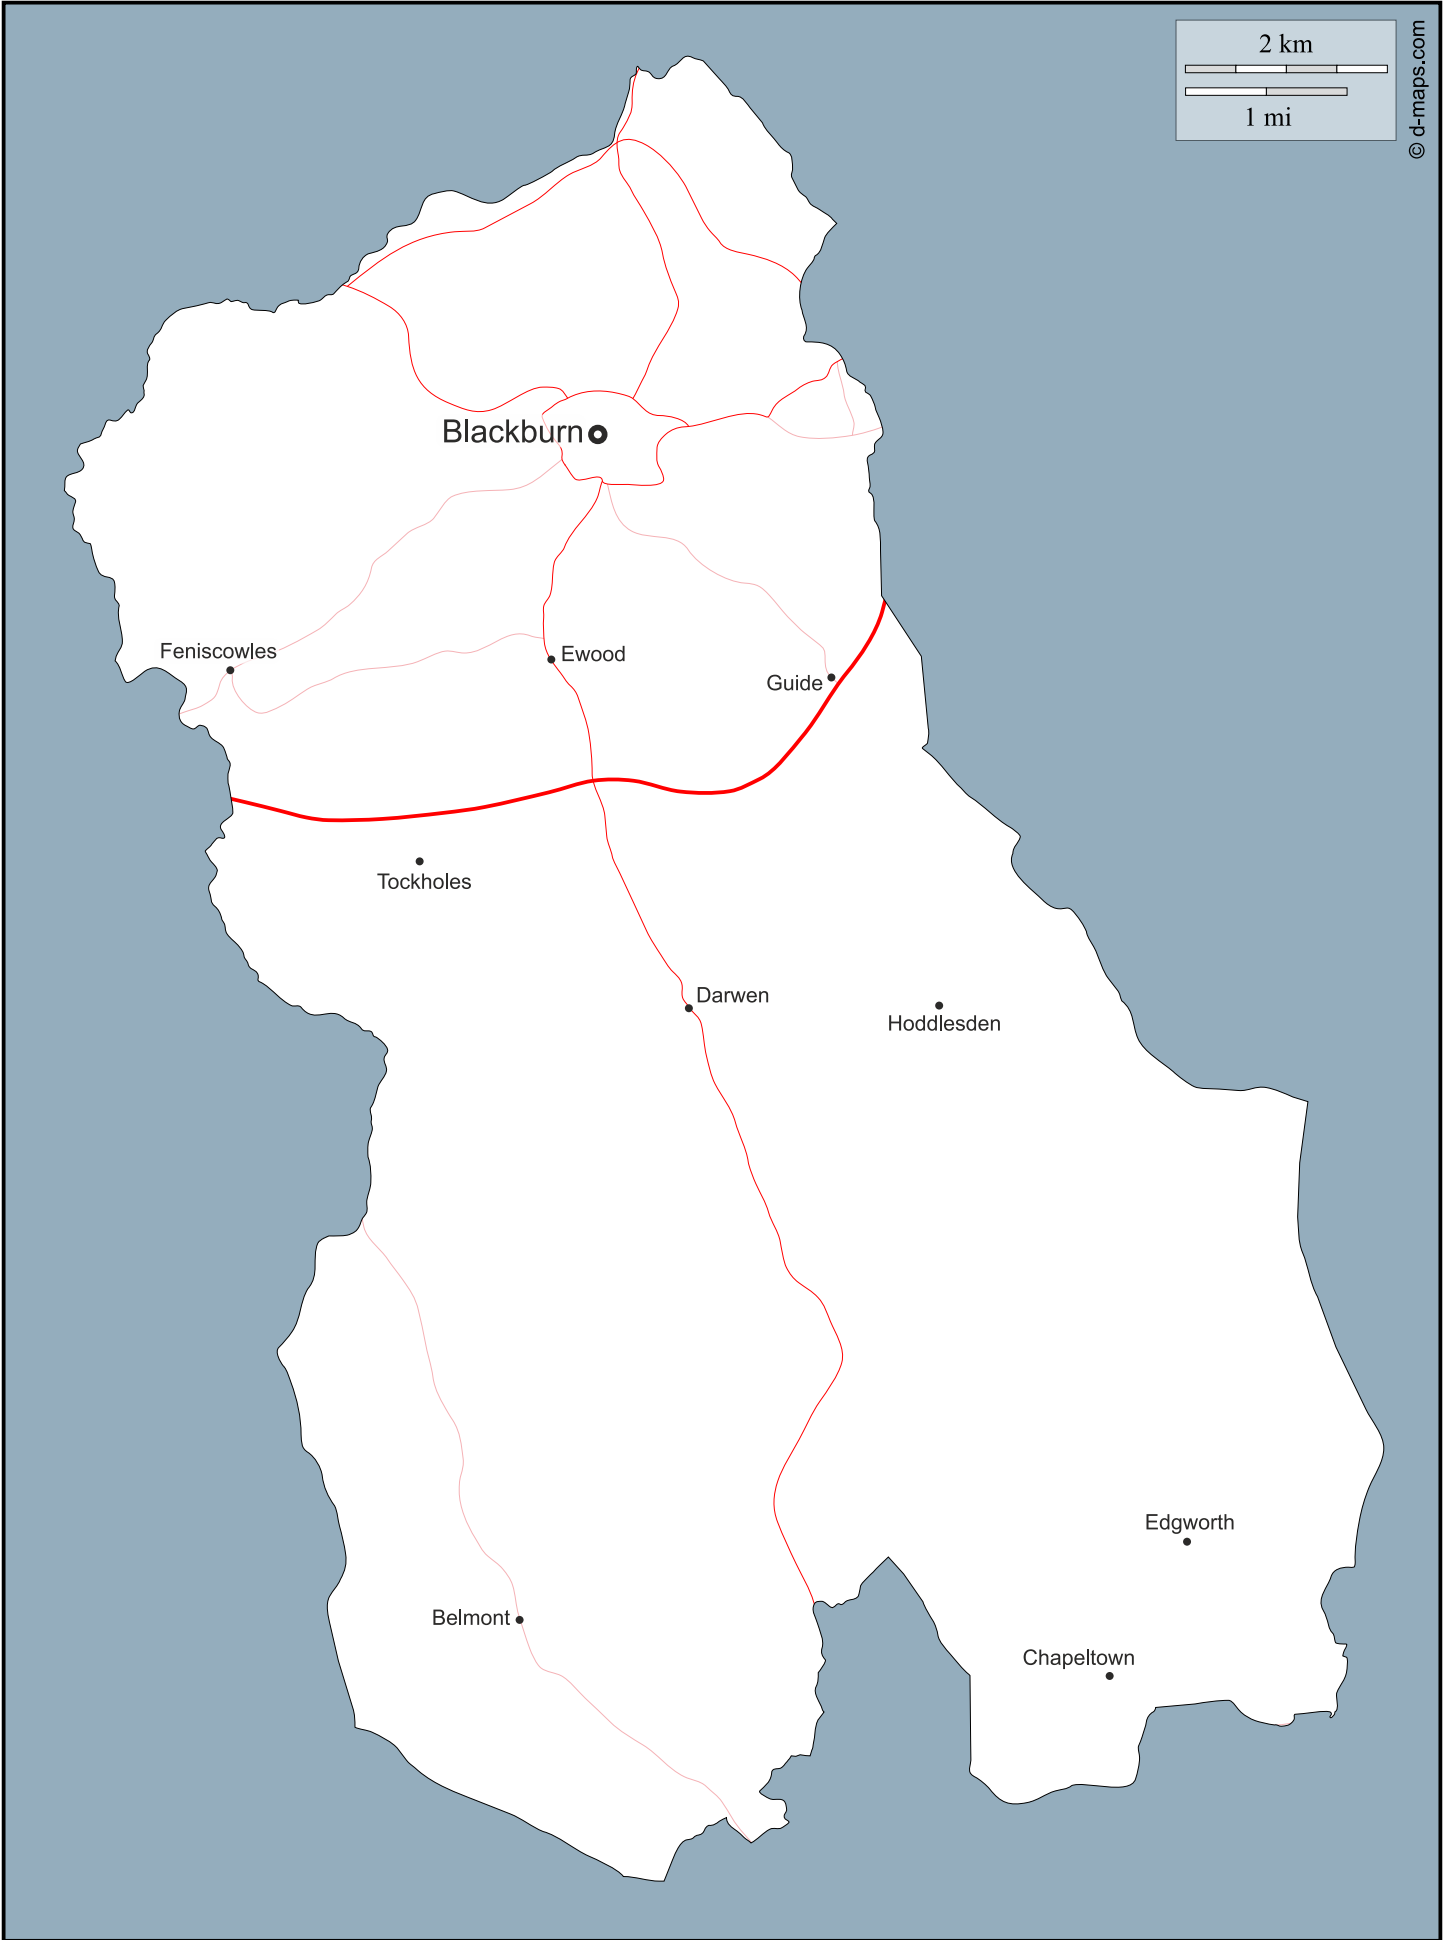 2 km
1 mi
© d-maps.com
Blackburn
Feniscowles
Ewood
Guide
Tockholes
Darwen
Hoddlesden
Edgworth
Belmont
Chapeltown